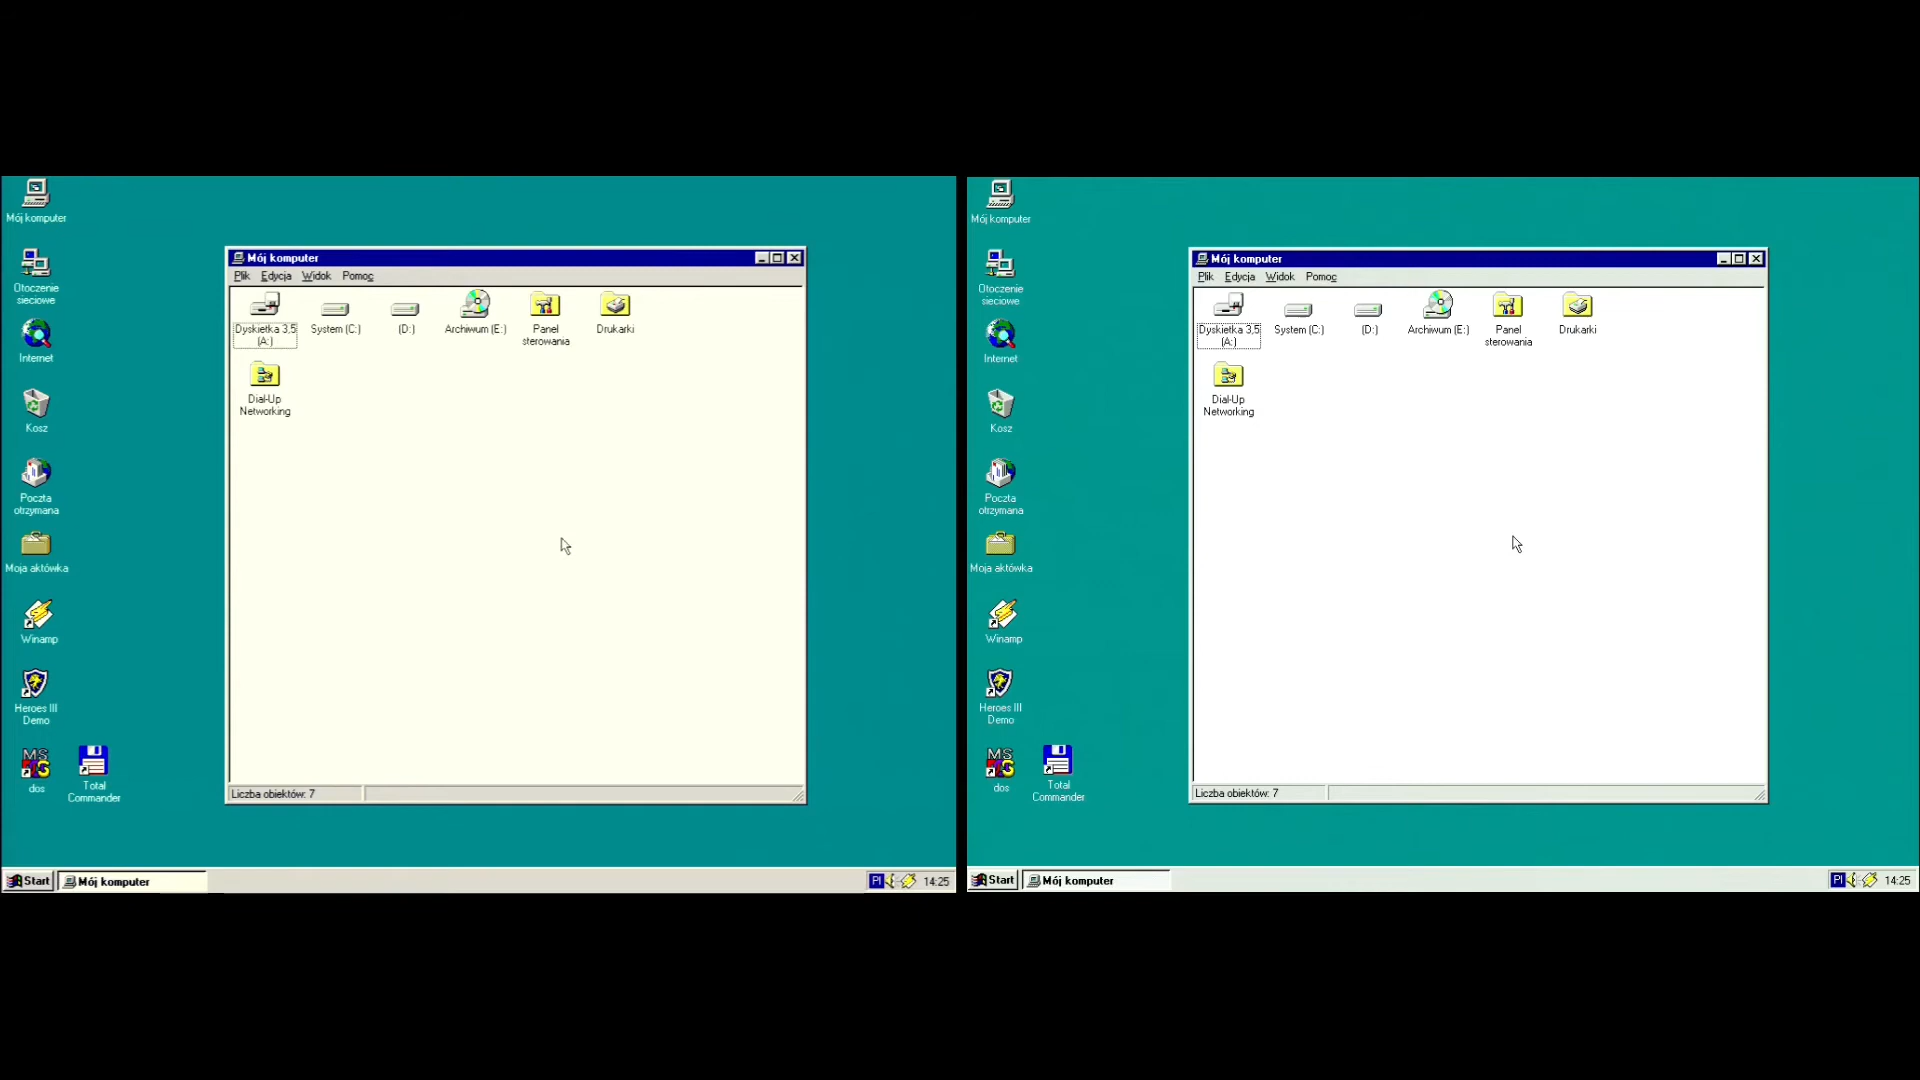 Mój komputer
Otoczenie
sieciowe
Internet
Kosz
Poczta
otrzymana
Moja aktówka
Winamp
Heroes III
Demo
MS
dos
Total
Commander
Mój komputer
Plik Edycja Widok Pomoc
Dyskietka 3,5
(A:)
System (C:)
(D:)
Archiwum (E:)
Panel
sterowania
Drukarki
Dial-Up
Networking
Liczba obiektów: 7
Start
Mój komputer
Pl
14:25
Mój komputer
Otoczenie
sieciowe
Internet
Kosz
Poczta
otrzymana
Moja aktówka
Winamp
Heroes III
Demo
MS
dos
Total
Commander
Mój komputer
Plik Edycja Widok Pomoc
Dyskietka 3,5
(A:)
System (C:)
(D:)
Archiwum (E:)
Panel
sterowania
Drukarki
Dial-Up
Networking
Liczba obiektów: 7
Start
Mój komputer
Pl
14:25